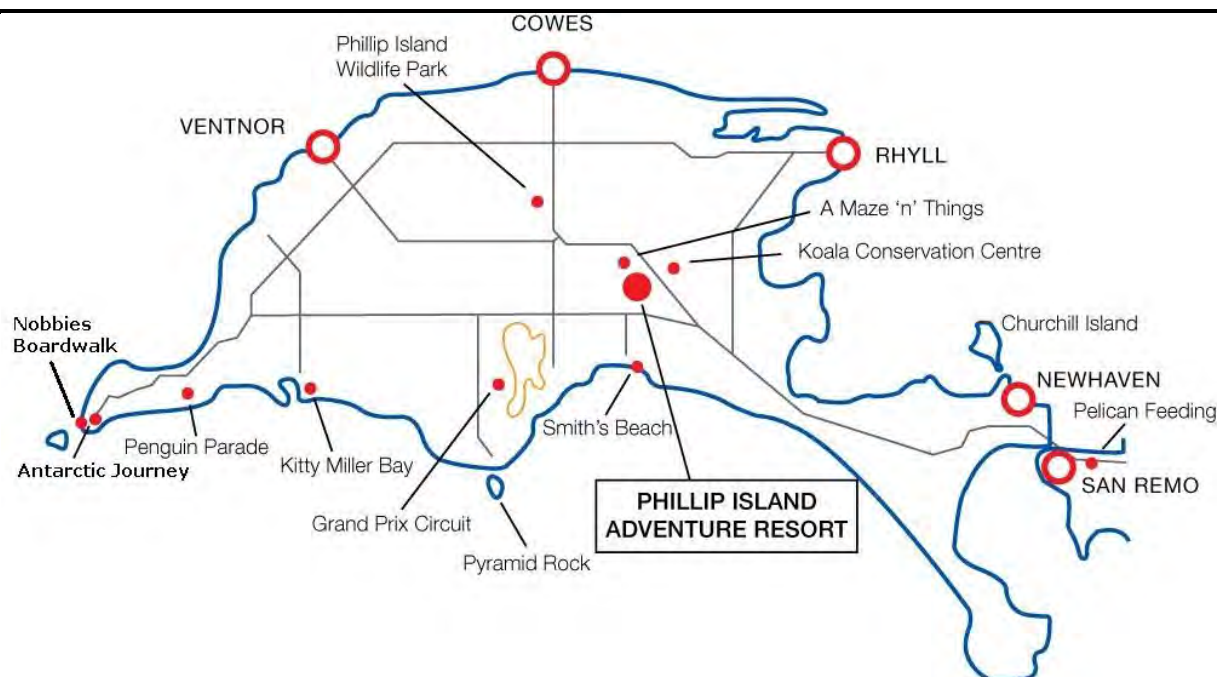 COWES
Phillip Island
Wildlife Park
VENTNOR
RHYLL
A Maze 'n' Things
Koala Conservation Centre
Nobbies
Boardwalk
Churchill Island
NEWHAVEN
Pelican Feeding
Smith's Beach
Penguin Parade
Kitty Miller Bay
Antarctic Journey
SAN REMO
PHILLIP ISLAND
ADVENTURE RESORT
Grand Prix Circuit
Pyramid Rock